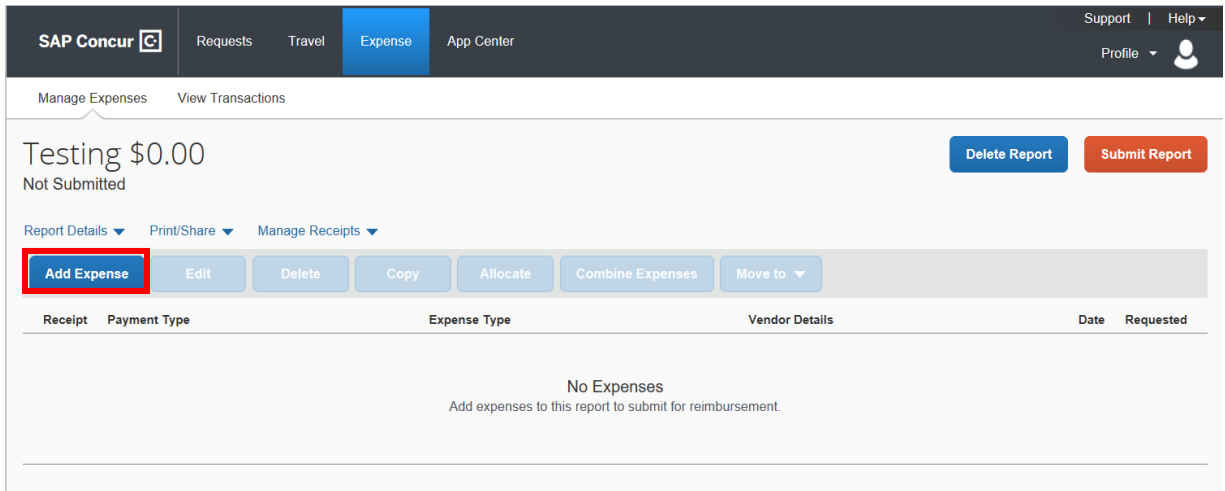 Support | Help
SAP Concur C Requests Travel Expense App Center
Profile
Manage Expenses View Transactions
Testing $0.00
Delete Report Submit Report
Not Submitted
Report Details Print/Share Manage Receipts
Add Expense Edit Delete Copy Allocate Combine Expenses Move to
Receipt Payment Type Expense Type Vendor Details Date Requested
No Expenses
Add expenses to this report to submit for reimbursement.